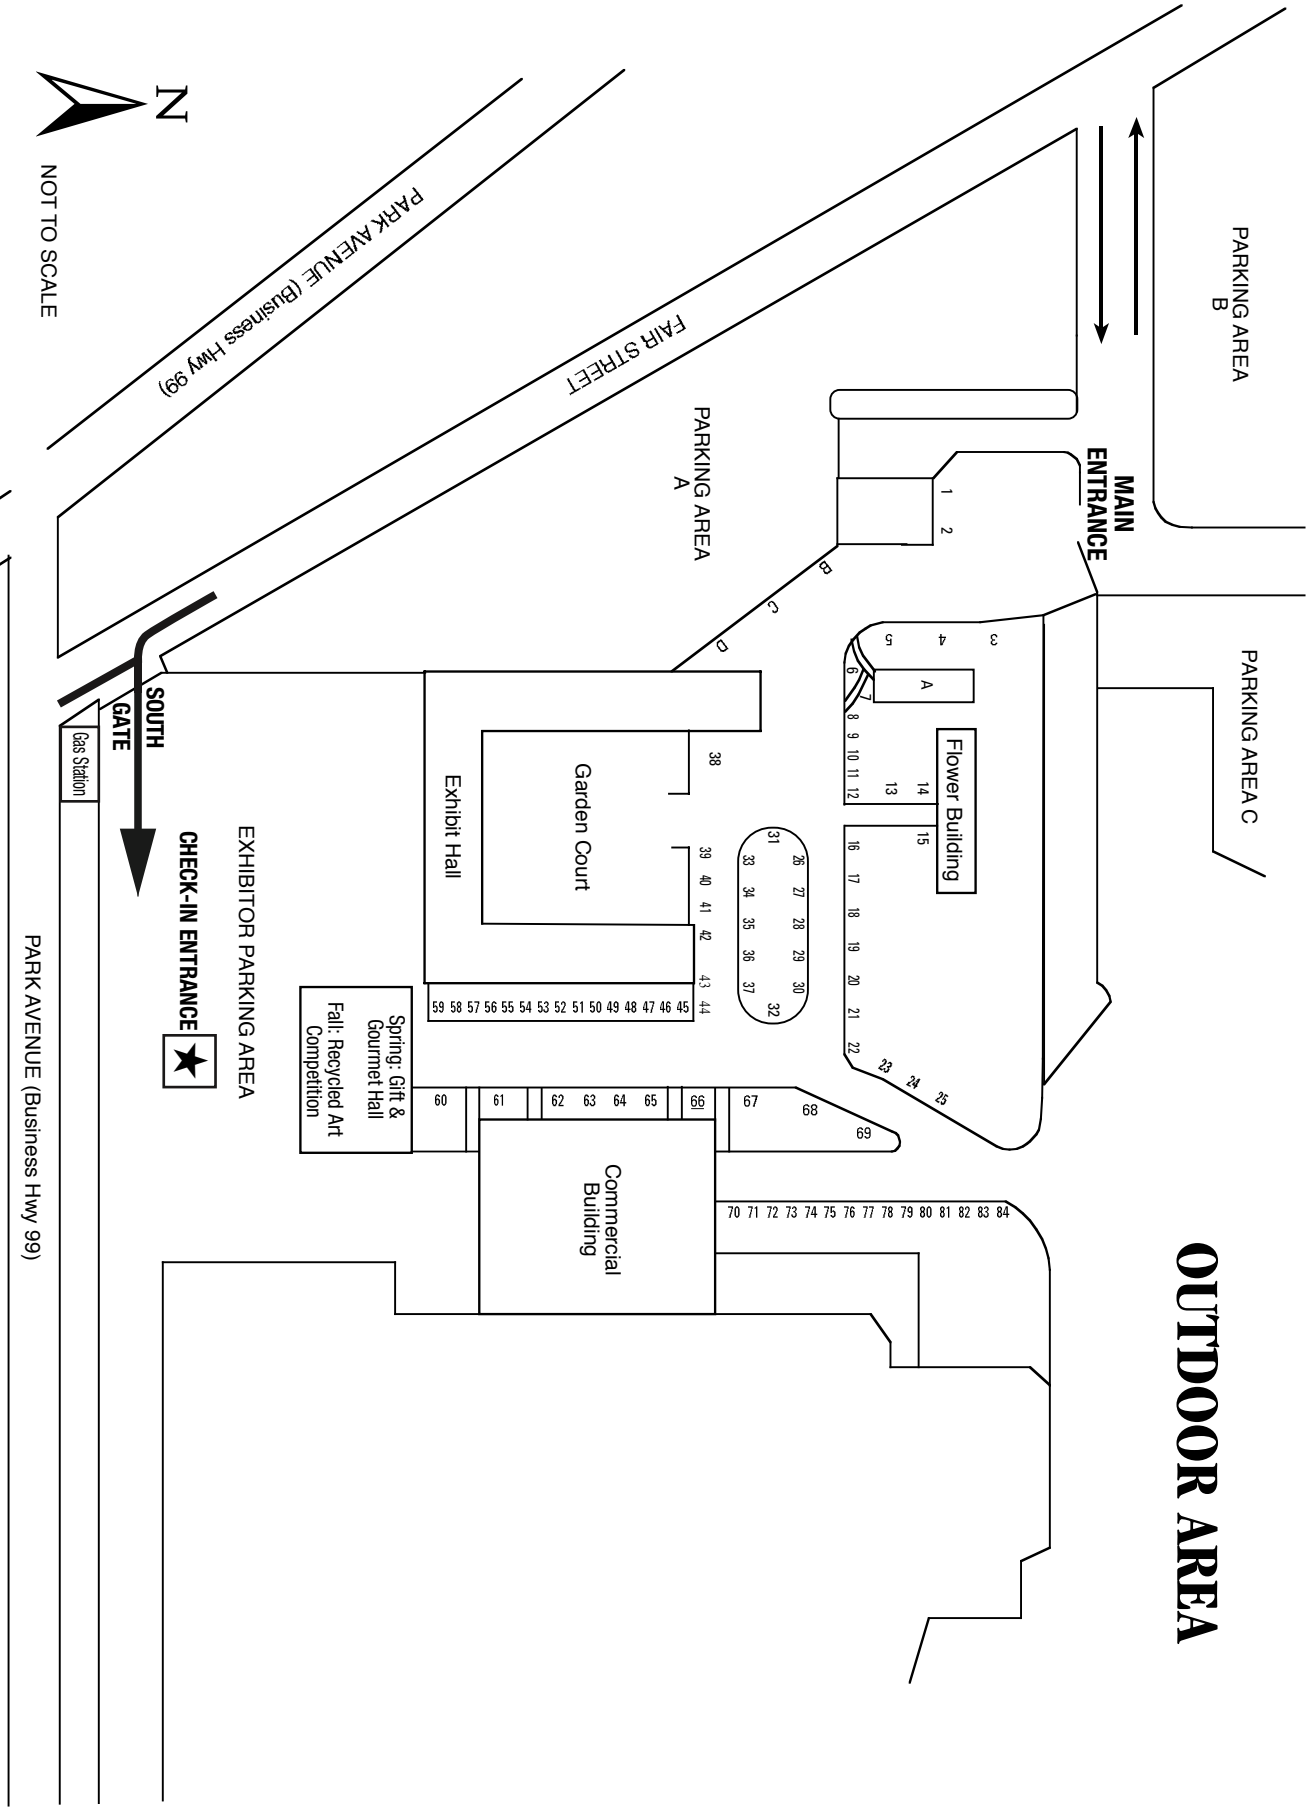 OUTDOOR AREA
PARKING AREA
B
PARKING AREA C
MAIN
ENTRANCE
N
NOT TO SCALE
PARK AVENUE (Business Hwy 99)
FAIR STREET
PARKING AREA
A
1
2
B
C
D
3
4
5
A
6
7
8
9
10
11
12
13
14
15
Flower Building
16
17
18
19
20
21
22
23
24
25
26
27
28
29
30
31
32
33
34
35
36
37
38
39
40
41
42
43
44
Garden Court
Exhibit Hall
59 58 57 56 55 54 53 52 51 50 49 48 47 46 45
60
61
62
63
64
65
66
67
68
69
Commercial
Building
70 71 72 73 74 75 76 77 78 79 80 81 82 83 84
Spring: Gift &
Gourmet Hall
Fall: Recycled Art
Competition
EXHIBITOR PARKING AREA
CHECK-IN ENTRANCE
SOUTH
GATE
Gas Station
PARK AVENUE (Business Hwy 99)